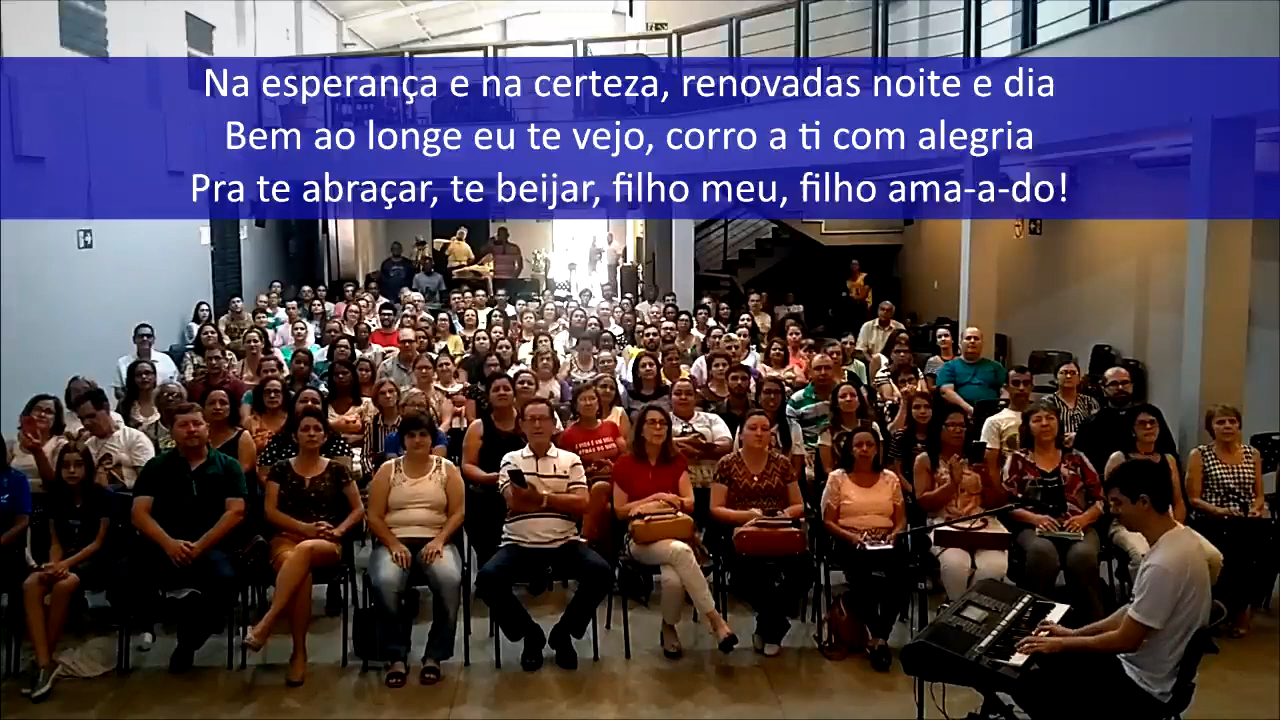 Na esperança e na certeza, renovadas noite e dia
Bem ao longe eu te vejo, corro a ti com alegria
Pra te abraçar, te beijar, filho meu, filho ama-a-do!